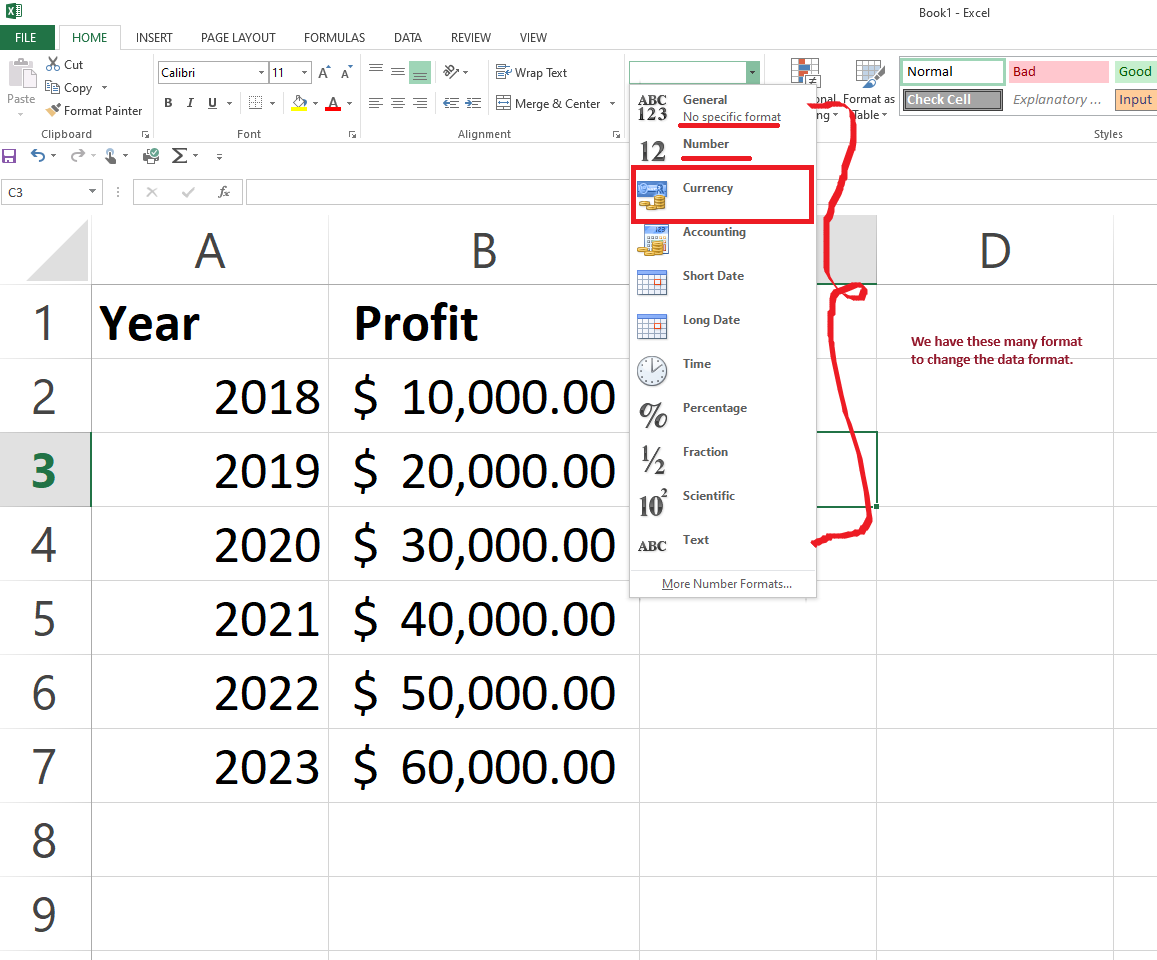 Book1 - Excel
FILE HOME INSERT PAGE LAYOUT FORMULAS DATA REVIEW VIEW
Paste
Cut
Copy
Format Painter
Clipboard
Calibri 11
B I U
Font
Wrap Text
Merge & Center
Alignment
Format as
Table
Normal Bad Good
Check Cell Explanatory ... Input
Styles
C3
fx
ABC
123
General
No specific format
12 Number
Currency
Accounting
Short Date
Long Date
Time
% Percentage
1/2 Fraction
10² Scientific
ABC Text
More Number Formats...
A B D
1 Year Profit
We have these many format
to change the data format.
2 2018 $ 10,000.00
3 2019 $ 20,000.00
4 2020 $ 30,000.00
5 2021 $ 40,000.00
6 2022 $ 50,000.00
7 2023 $ 60,000.00
8
9